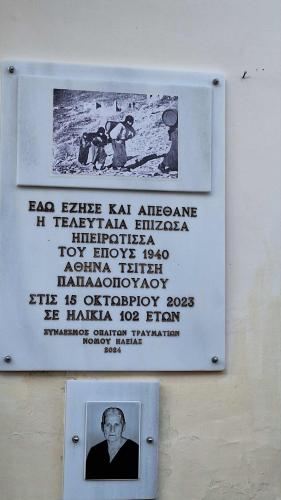 ΕΔΩ ΕΖΗΣΕ ΚΑΙ ΑΠΕΘΑΝΕ
Η ΤΕΛΕΥΤΑΙΑ ΕΠΙΖΩΣΑ
ΗΠΕΙΡΩΤΙΣΣΑ
ΤΟΥ ΕΠΟΥΣ 1940
ΑΘΗΝΑ ΤΣΙΤΣΗ
ΠΑΠΑΔΟΠΟΥΛΟΥ
ΣΤΙΣ 15 ΟΚΤΩΒΡΙΟΥ 2023
ΣΕ ΗΛΙΚΙΑ 102 ΕΤΩΝ
ΣΥΝΔΕΣΜΟΣ ΟΠΛΙΤΩΝ ΤΡΑΥΜΑΤΙΩΝ
ΝΟΜΟΥ ΗΛΕΙΑΣ
2024